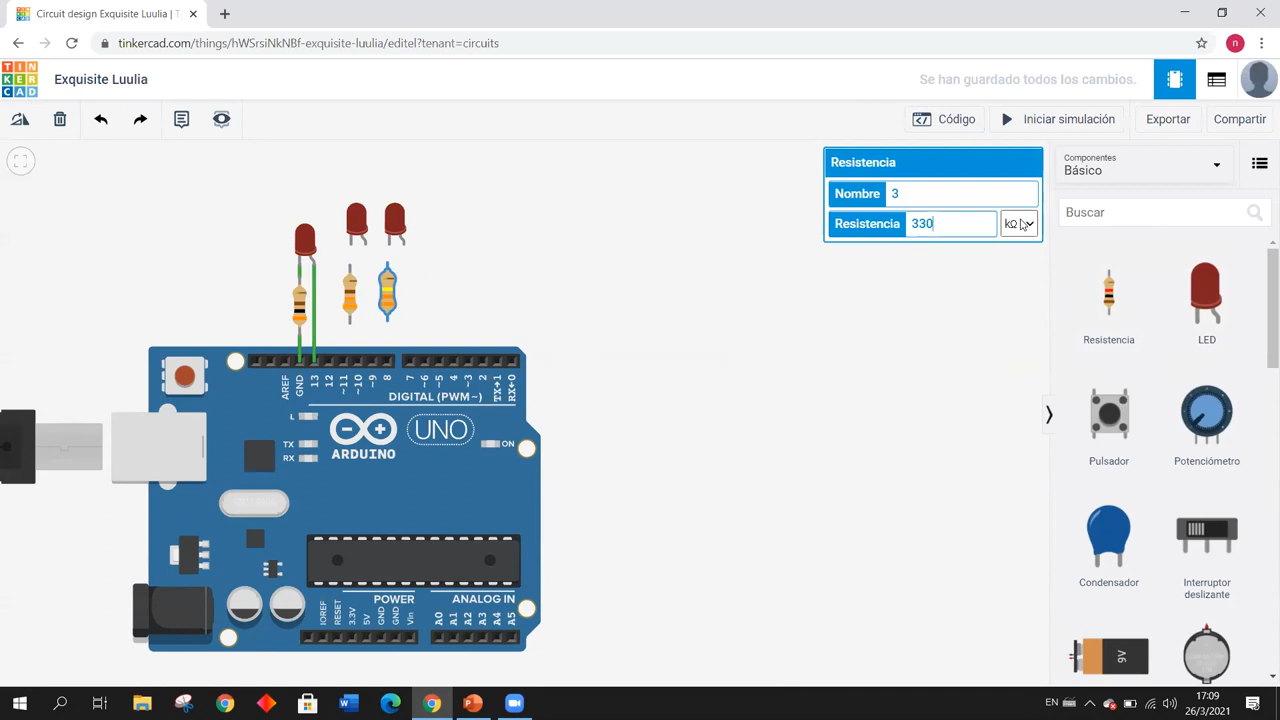 Circuit design Exquisite Luulia | T
tinkercad.com/things/hWSrsiNkNBf-exquisite-luulia/editel?tenant=circuits
n
TIN
KER
CAD
Exquisite Luulia
Se han guardado todos los cambios.
Código
Iniciar simulación
Exportar
Compartir
Resistencia
Nombre 3
Resistencia 330 kΩ
Componentes
Básico
Buscar
Resistencia
LED
Pulsador
Potenciómetro
Condensador
Interruptor
deslizante
9V
AREF
GND
13
12
~11
~10
~9
8
7
~6
~5
4
~3
2
TX→1
RX←0
DIGITAL (PWM~)
L
TX
RX
ARDUINO
UNO
ON
POWER
ANALOG IN
IOREF
RESET
3.3V
5V
GND
GND
Vin
A0
A1
A2
A3
A4
A5
EN
17:09
26/3/2021